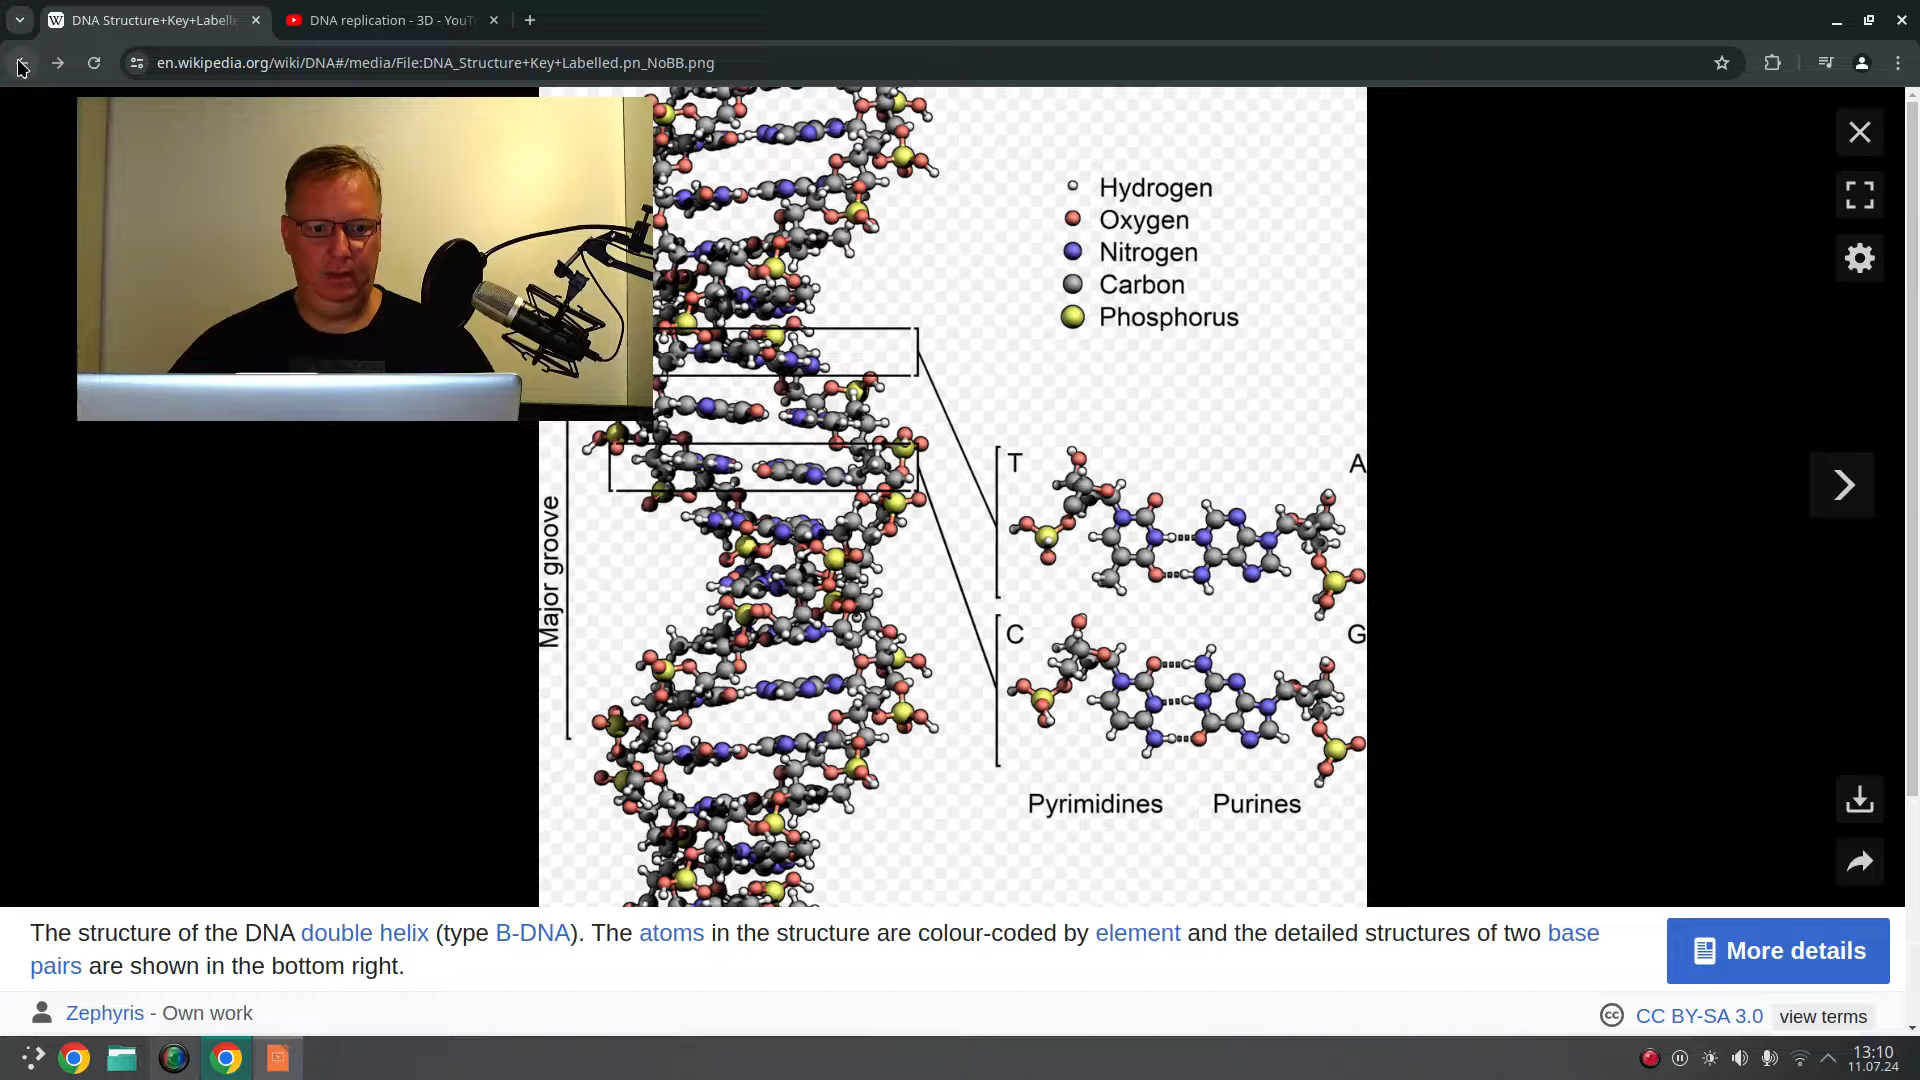 DNA Structure+Key+Labelle
DNA replication - 3D - YouT
en.wikipedia.org/wiki/DNA#/media/File:DNA_Structure+Key+Labelled.pn_NoBB.png
Hydrogen
Oxygen
Nitrogen
Carbon
Phosphorus
Major groove
T
A
C
G
Pyrimidines
Purines
The structure of the DNA double helix (type B-DNA). The atoms in the structure are colour-coded by element and the detailed structures of two base
pairs are shown in the bottom right.
More details
Zephyris - Own work
CC BY-SA 3.0
view terms
13:10
11.07.24